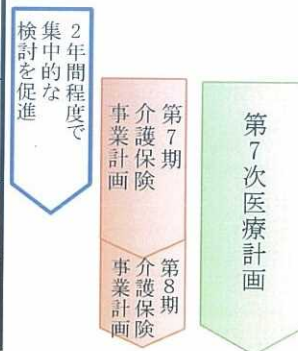 第7次医療計画
第7期
介護保険
事業計画
第8期
介護保険
事業計画
2年間程度で
集中的な
検討を促進